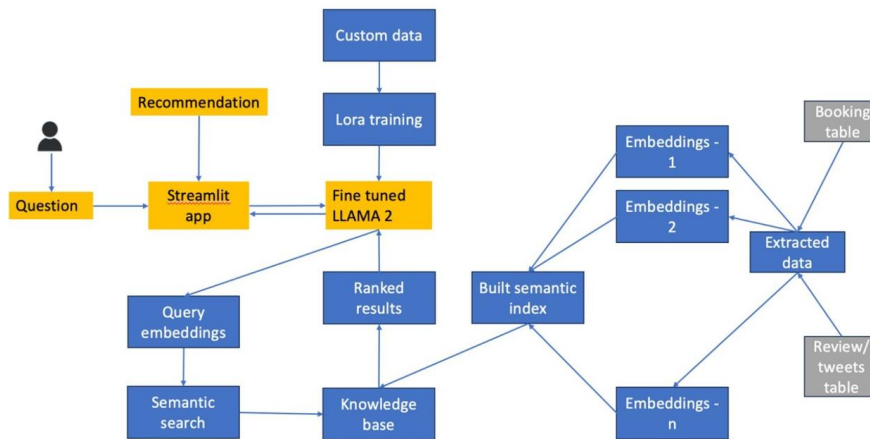 Custom data
Recommendation
Lora training
Booking
table
Embeddings -
1
Question
Streamlit
app
Fine tuned
LLAMA 2
Embeddings -
2
Extracted
data
Query
embeddings
Ranked
results
Built semantic
index
Semantic
search
Knowledge
base
Embeddings -
n
Review/
tweets
table